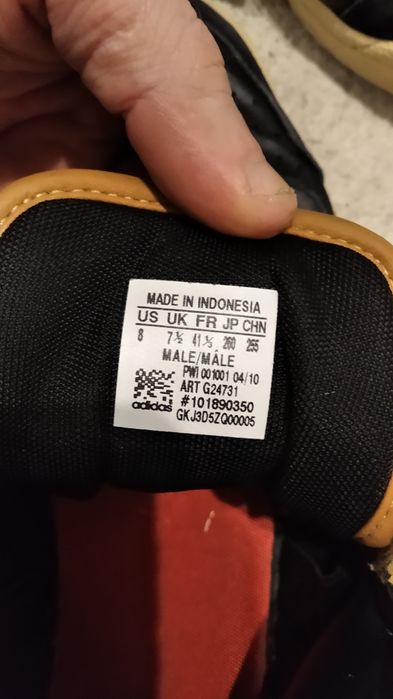 MADE IN INDONESIA
US UK FR JP CHN
8 7½ 41⅓ 260 255
MALE/MÂLE
PWI 001001 04/10
ART G24731
#101890350
adidas
GKJ3D5ZQ00005